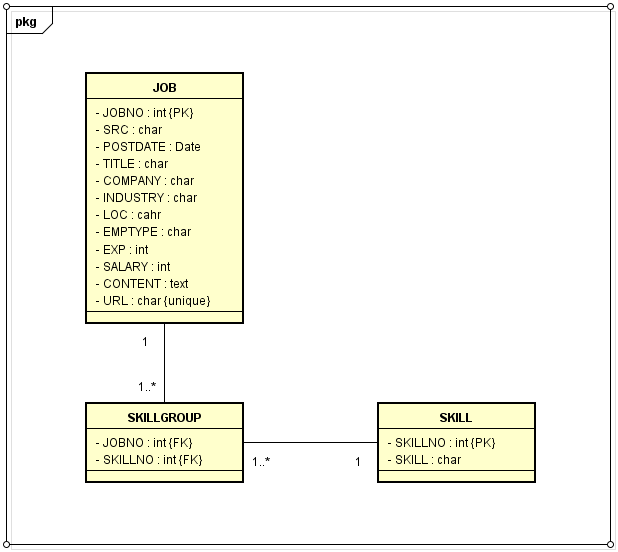 pkg
JOB
- JOBNO : int {PK}
- SRC : char
- POSTDATE : Date
- TITLE : char
- COMPANY : char
- INDUSTRY : char
- LOC : cahr
- EMPTYPE : char
- EXP : int
- SALARY : int
- CONTENT : text
- URL : char {unique}
1
1..*
SKILLGROUP
- JOBNO : int {FK}
- SKILLNO : int {FK}
1..*
1
SKILL
- SKILLNO : int {PK}
- SKILL : char